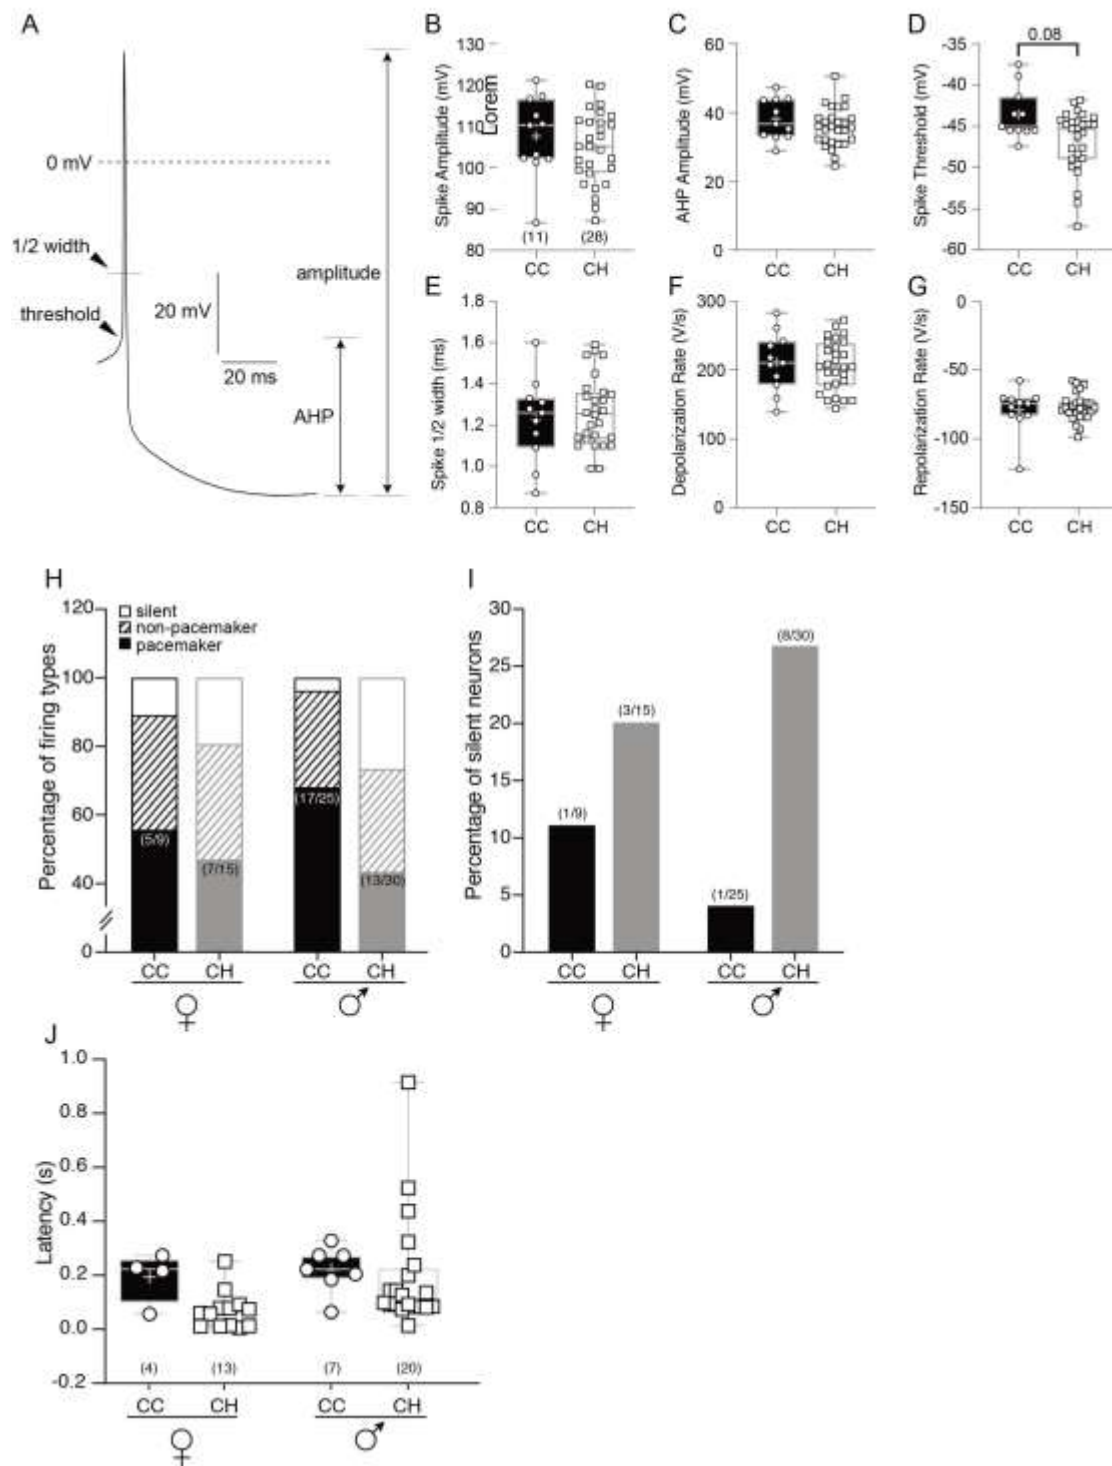 A
0 mV
1/2 width
threshold
20 mV
20 ms
amplitude
AHP
B
Spike Amplitude (mV)
Lorem
130
120
110
100
90
80
(11)
(28)
CC
CH
C
AHP Amplitude (mV)
60
40
20
0
CC
CH
D
Spike Threshold (mV)
0.08
-35
-40
-45
-50
-55
-60
CC
CH
E
Spike 1/2 width (ms)
1.8
1.6
1.4
1.2
1.0
0.8
CC
CH
F
Depolarization Rate (V/s)
300
200
100
0
CC
CH
G
Repolarization Rate (V/s)
0
-50
-100
-150
CC
CH
H
Percentage of firing types
120
100
80
60
40
0
silent
non-pacemaker
pacemaker
(5/9)
(7/15)
(17/25)
(13/30)
CC
CH
CC
CH
♀
♂
I
Percentage of silent neurons
30
25
20
15
10
5
0
(1/9)
(3/15)
(1/25)
(8/30)
CC
CH
CC
CH
♀
♂
J
Latency (s)
1.0
0.8
0.6
0.4
0.2
0.0
-0.2
(4)
(13)
(7)
(20)
CC
CH
CC
CH
♀
♂